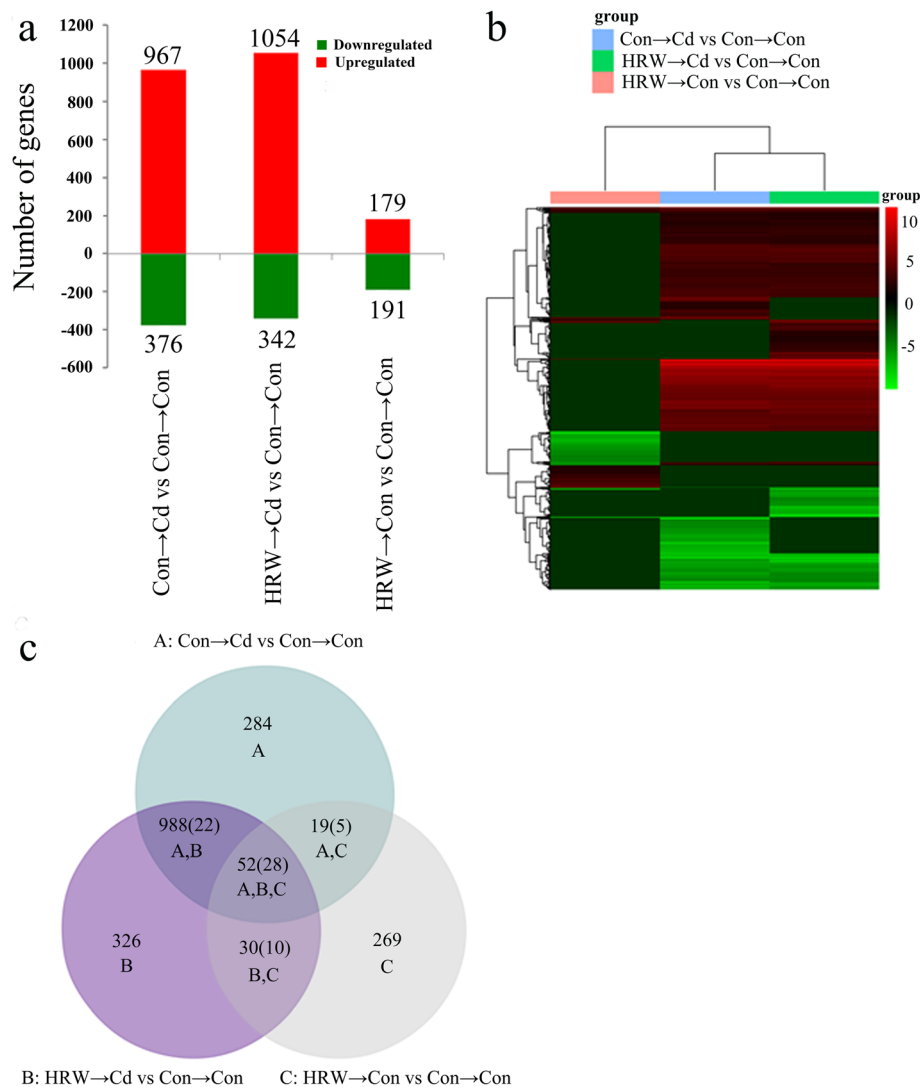 a
Number of genes
1200
1000
800
600
400
200
0
-200
-400
-600
967
1054
179
376
342
191
Downregulated
Upregulated
Con→Cd vs Con→Con
HRW→Cd vs Con→Con
HRW→Con vs Con→Con
b
group
Con→Cd vs Con→Con
HRW→Cd vs Con→Con
HRW→Con vs Con→Con
group
10
5
0
-5
c
A: Con→Cd vs Con→Con
284
A
988(22)
A,B
19(5)
A,C
52(28)
A,B,C
326
B
30(10)
B,C
269
C
B: HRW→Cd vs Con→Con
C: HRW→Con vs Con→Con